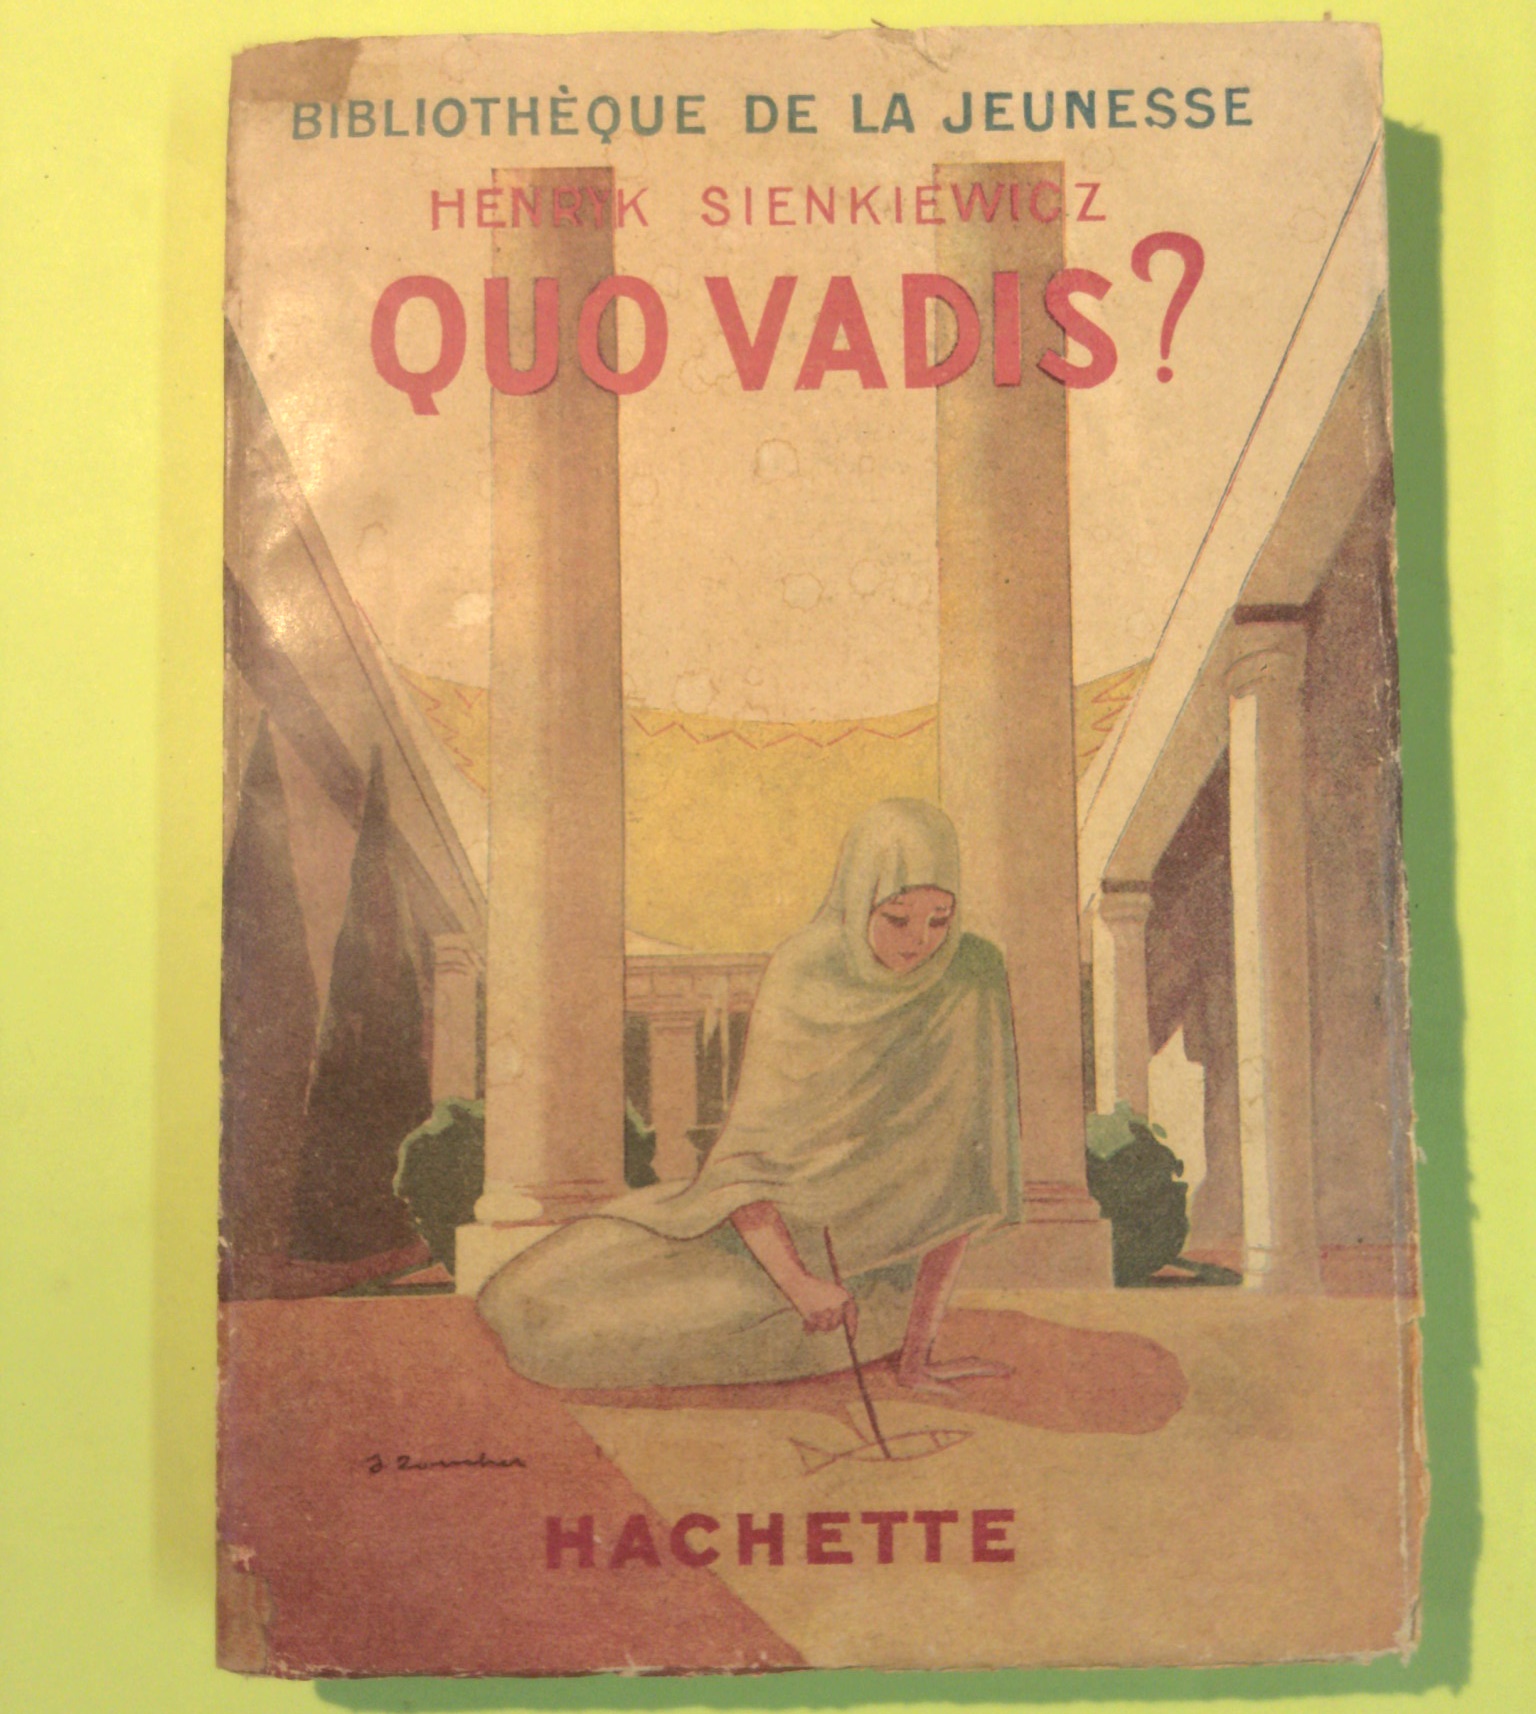 BIBLIOTHÈQUE DE LA JEUNESSE
HENRYK SIENKIEWICZ
QUO VADIS?
HACHETTE